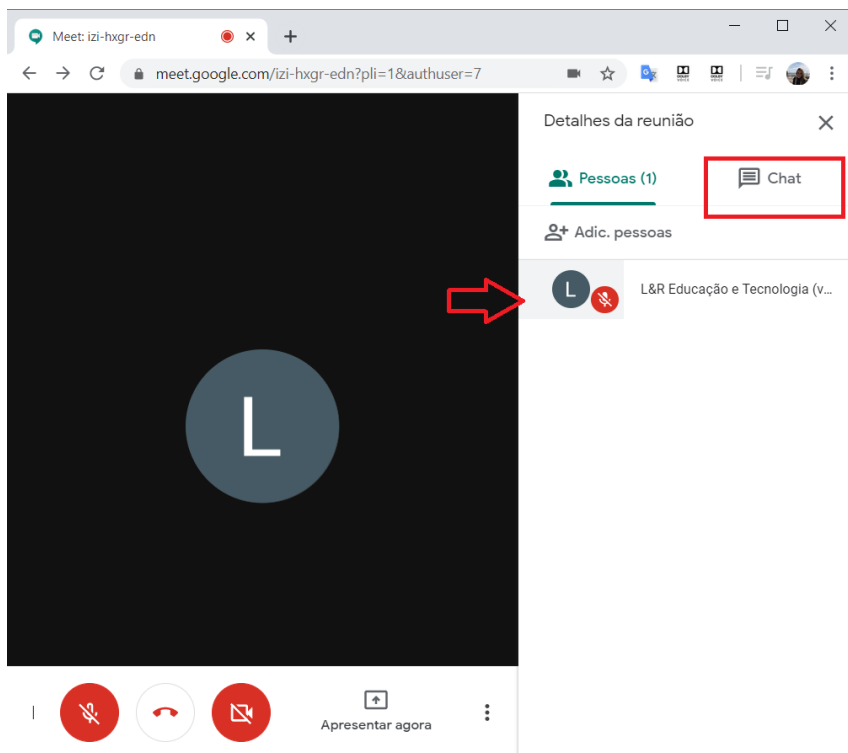 Meet: izi-hxgr-edn
meet.google.com/izi-hxgr-edn?pli=1&authuser=7
Detalhes da reunião
Pessoas (1)
Chat
Adic. pessoas
L
L&R Educação e Tecnologia (v...
L
Apresentar agora